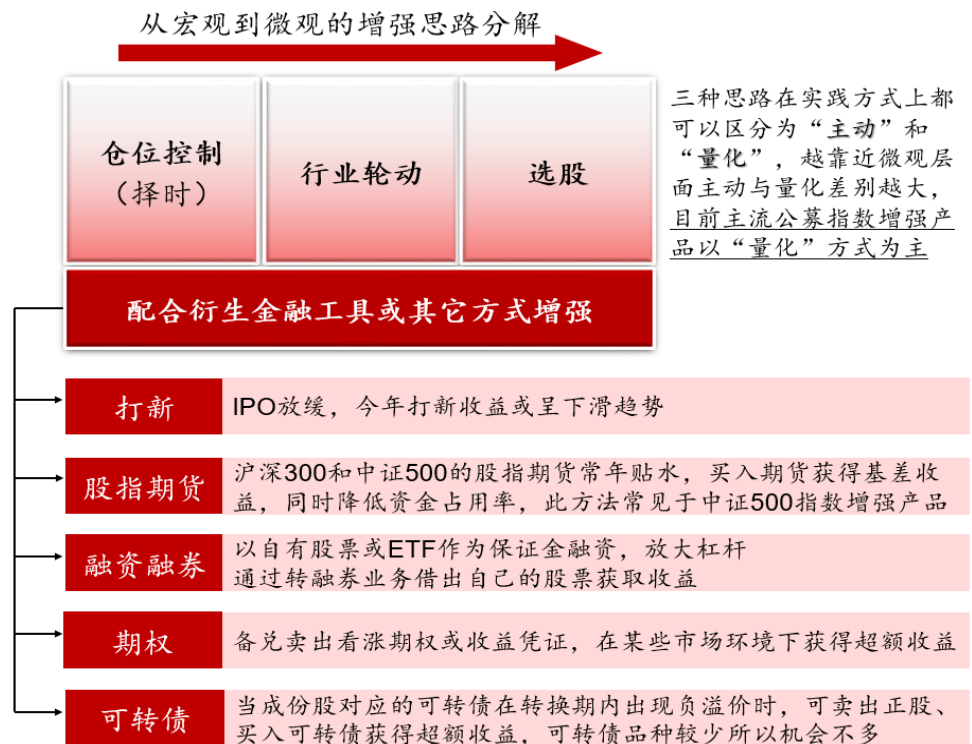 从宏观到微观的增强思路分解
仓位控制
（择时）
行业轮动
选股
三种思路在实践方式上都
可以区分为“主动”和
“量化”，越靠近微观层
面主动与量化差别越大，
目前主流公募指数增强产
品以“量化”方式为主
配合衍生金融工具或其它方式增强
打新
IPO放缓，今年打新收益或呈下滑趋势
股指期货
沪深300和中证500的股指期货常年贴水，买入期货获得基差收
益，同时降低资金占用率，此方法常见于中证500指数增强产品
融资融券
以自有股票或ETF作为保证金融资，放大杠杆
通过转融券业务借出自己的股票获取收益
期权
备兑卖出看涨期权或收益凭证，在某些市场环境下获得超额收益
可转债
当成份股对应的可转债在转换期内出现负溢价时，可卖出正股、
买入可转债获得超额收益，可转债品种较少所以机会不多